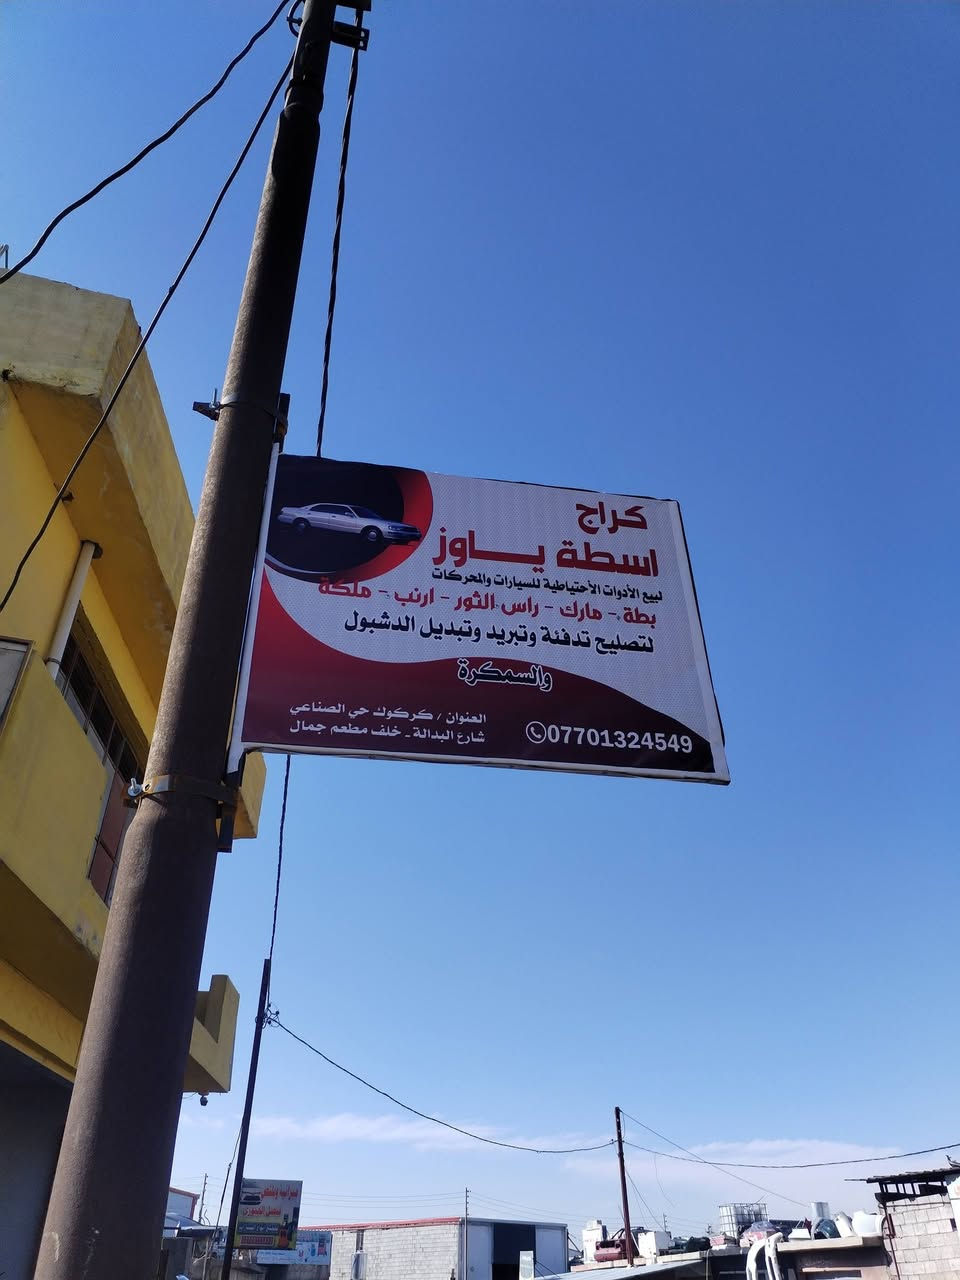 كراج
اسطة يـــاوز
لبيع الأدوات الأحتياطية للسيارات والمحركات
بطة - مارك - راس الثور - ارنب - ملكة
لتصليح تدفئة وتبريد وتبديل الدشبول
والسمكرة
العنوان / كركوك حي الصناعي
شارع البدالة - خلف مطعم جمال
07701324549